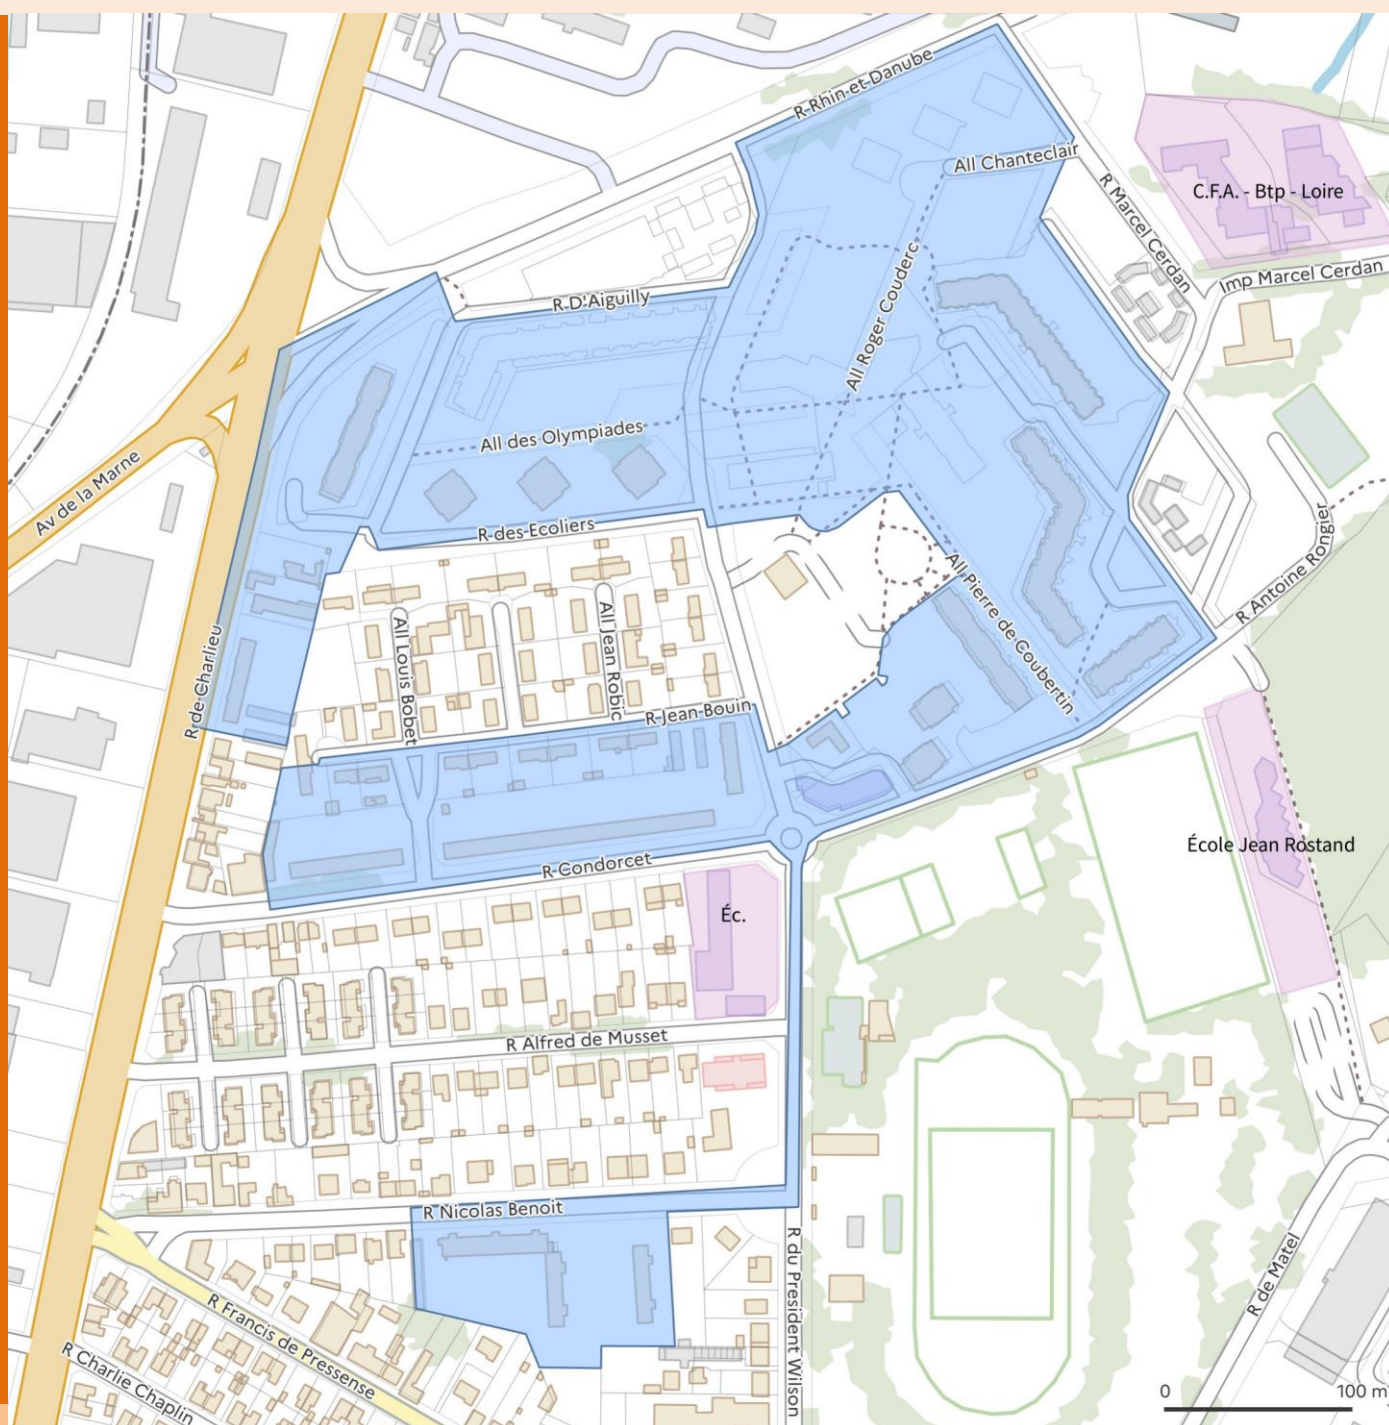 R Rhin et Danube
All Chanteclair
R Marcel Cerdan
C.F.A. - Btp - Loire
Imp Marcel Cerdan
R D'Aiguilly
All Roger Couderc
All des Olympiades
Av de la Marne
R des Ecoliers
R Antoine Rongier
All Pierre de Coubertin
All Louis Bobet
All Jean Robic
R de Charlieu
R Jean Bouin
École Jean Rostand
R Condorcet
Éc.
R Alfred de Musset
R Nicolas Benoit
R du President Wilson
R de Matel
R Francis de Pressense
R Charlie Chaplin
0 100 m